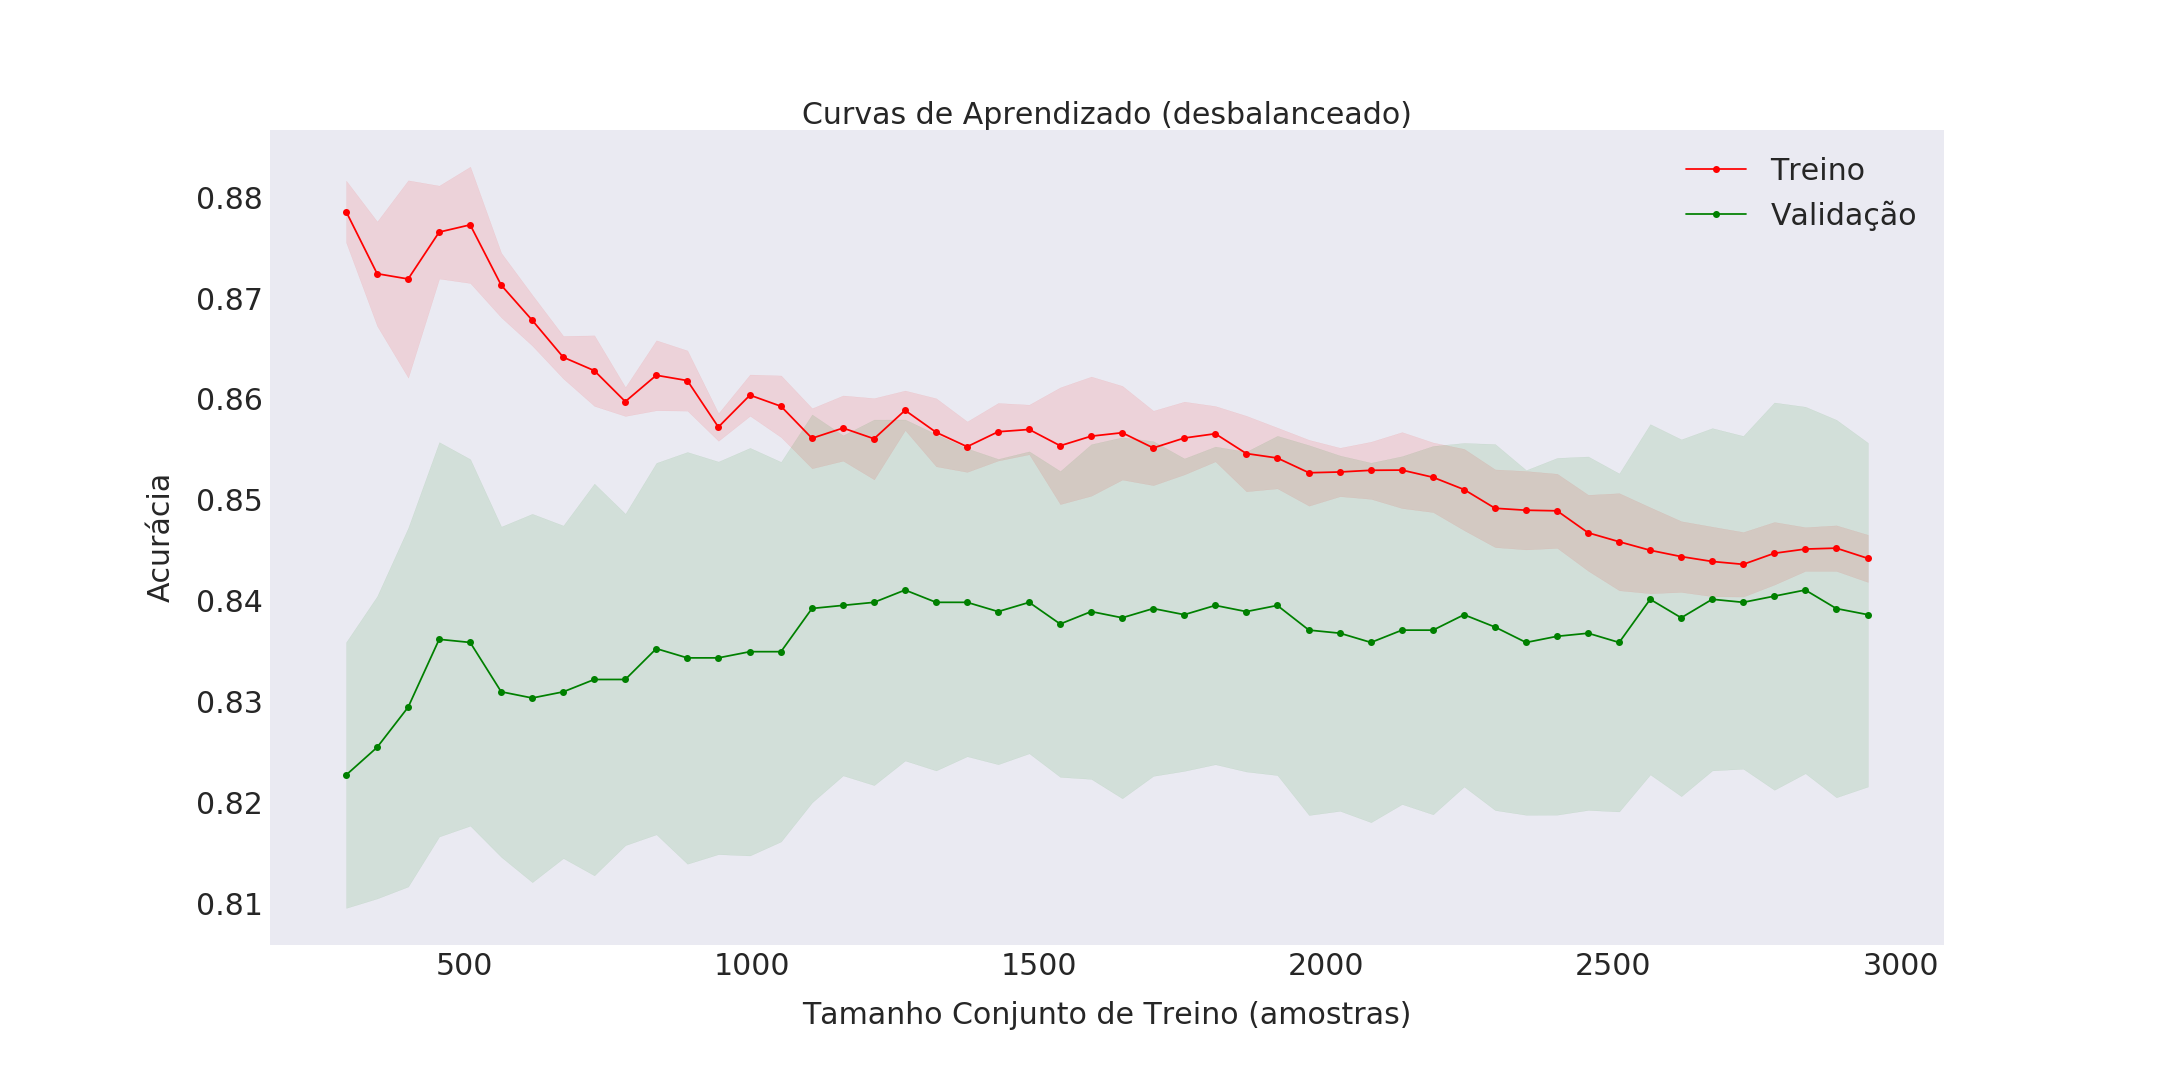 Curvas de Aprendizado (desbalanceado)
Treino
Validação
0.88
0.87
0.86
0.85
0.84
0.83
0.82
0.81
Acurácia
500 1000 1500 2000 2500 3000
Tamanho Conjunto de Treino (amostras)